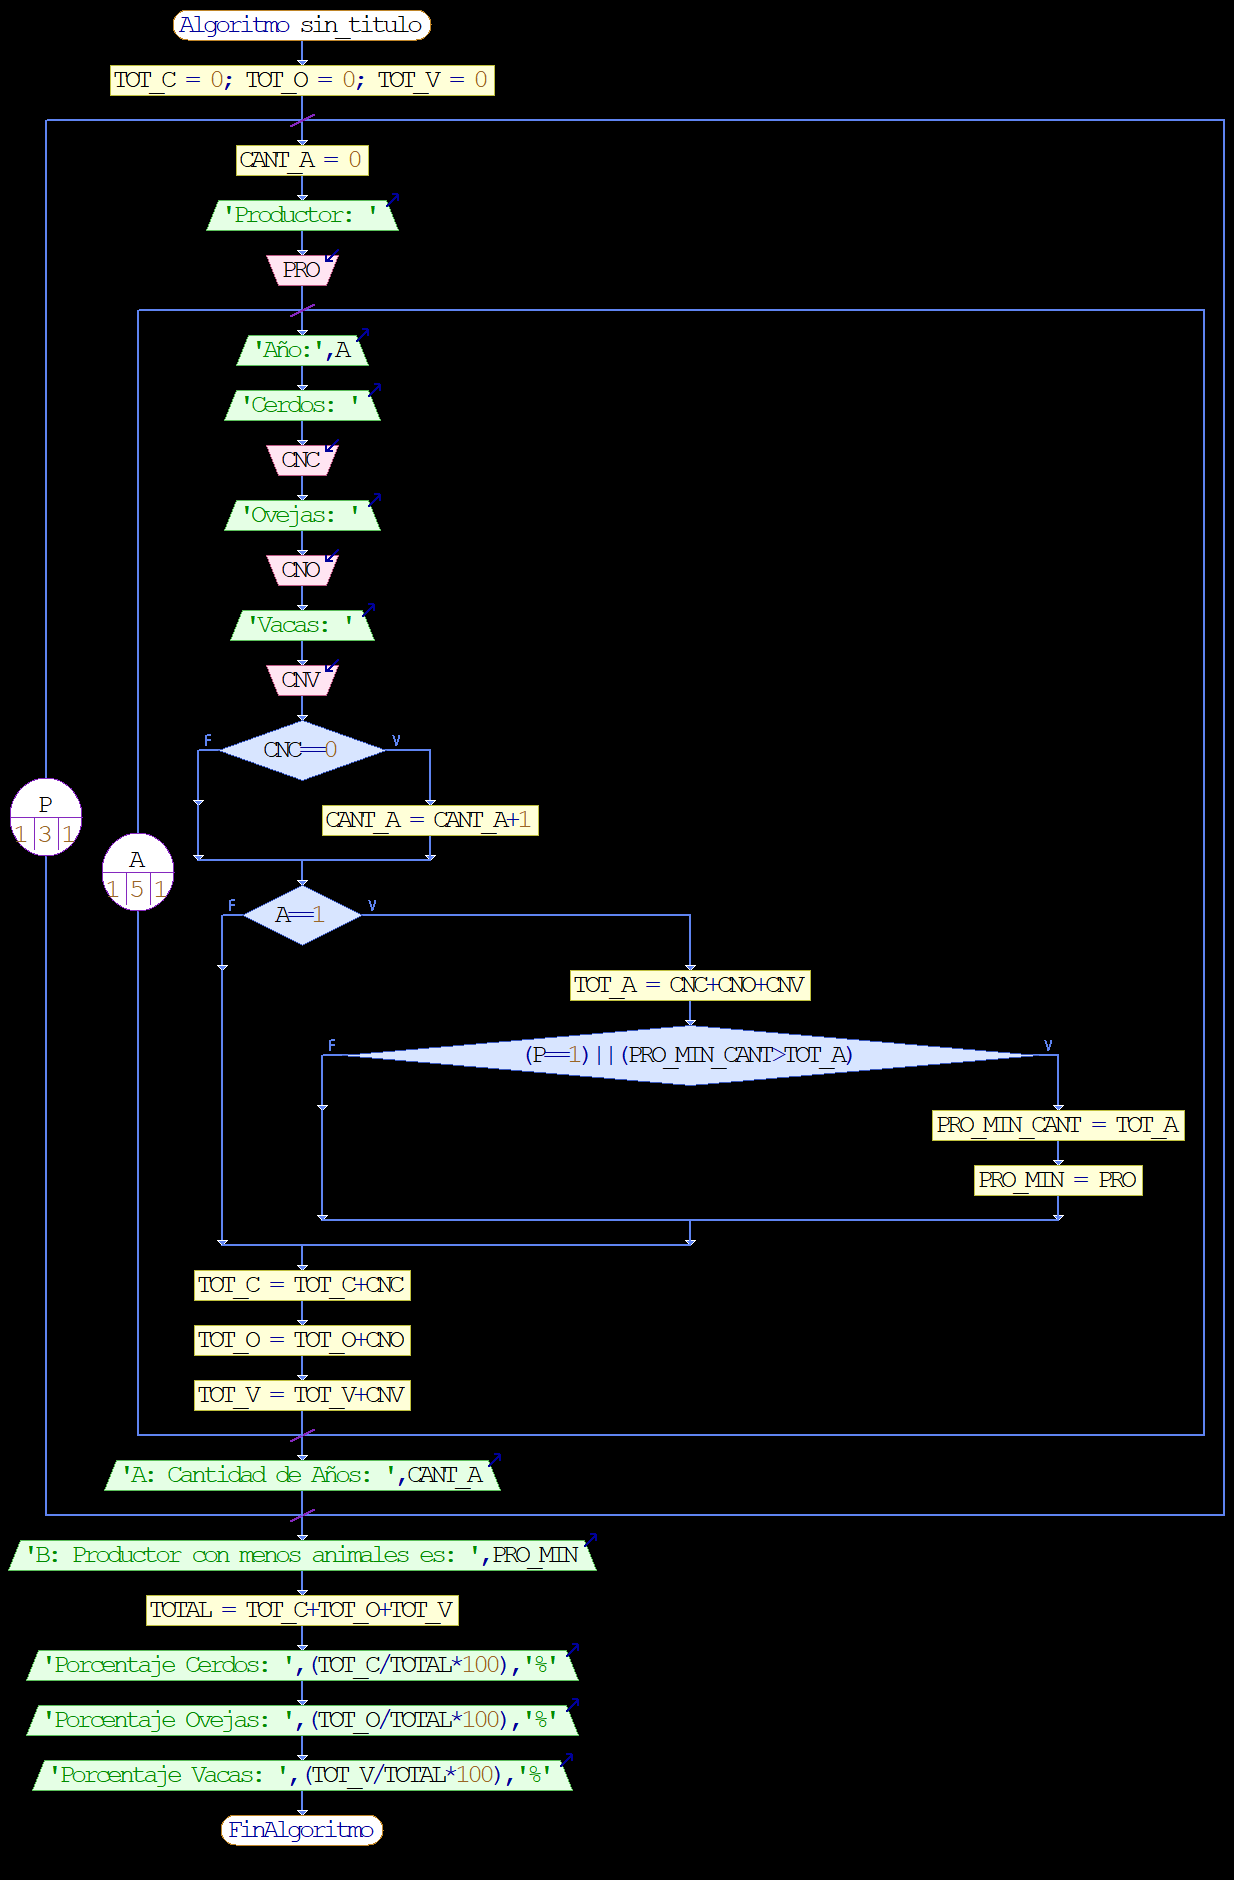 Algoritmo sin_titulo
TOT_C = 0; TOT_O = 0; TOT_V = 0
CANT_A = 0
'Productor: '
PRO
'Año:',A
'Cerdos: '
CNC
'Ovejas: '
CNO
'Vacas: '
CNV
F
V
CNC==0
P
1 3 1
CANT_A = CANT_A+1
A
1 5 1
F
V
A==1
TOT_A = CNC+CNO+CNV
F
V
(P==1)||(PRO_MIN_CANT>TOT_A)
PRO_MIN_CANT = TOT_A
PRO_MIN = PRO
TOT_C = TOT_C+CNC
TOT_O = TOT_O+CNO
TOT_V = TOT_V+CNV
'A: Cantidad de Años: ',CANT_A
'B: Productor con menos animales es: ',PRO_MIN
TOTAL = TOT_C+TOT_O+TOT_V
'Porcentaje Cerdos: ',(TOT_C/TOTAL*100),'%'
'Porcentaje Ovejas: ',(TOT_O/TOTAL*100),'%'
'Porcentaje Vacas: ',(TOT_V/TOTAL*100),'%'
FinAlgoritmo